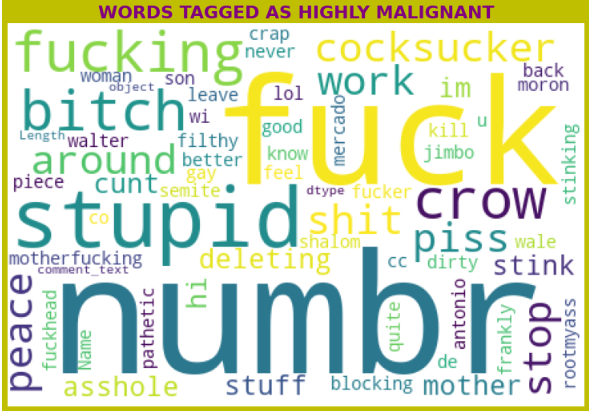 WORDS TAGGED AS HIGHLY MALIGNANT
fucking
crap
never
cocksucker
woman
object
son
leave
lol
work
im
back
moron
bitch
Length
walter
wi
filthy
good
mercado
kill
u
fuck
around
better
know
jimbo
stinking
piece
cunt
gay
semite
feel
dtype
fucker
crow
stupid
co
shit
shalom
piss
wale
motherfucking
comment_text
deleting
cc
dirty
stink
peace
fuckhead
Name
pathetic
hi
numbr
quite
antonio
frankly
stop
rootmyass
de
asshole
stuff
blocking
mother